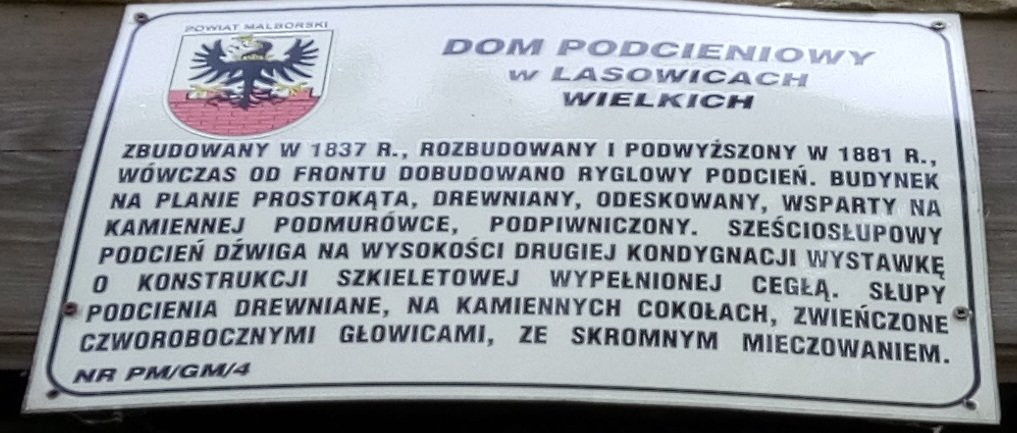 POWIAT MALBORSKI
DOM PODCIENIOWY
w LASOWICACH
WIELKICH
ZBUDOWANY W 1837 R., ROZBUDOWANY I PODWYŻSZONY W 1881 R.,
WÓWCZAS OD FRONTU DOBUDOWANO RYGLOWY PODCIEŃ. BUDYNEK
NA PLANIE PROSTOKĄTA, DREWNIANY, ODESKOWANY, WSPARTY NA
KAMIENNEJ PODMURÓWCE, PODPIWNICZONY. SZEŚCIOSŁUPOWY
PODCIEŃ DŹWIGA NA WYSOKOŚCI DRUGIEJ KONDYGNACJI WYSTAWKĘ
O KONSTRUKCJI SZKIELETOWEJ WYPEŁNIONEJ CEGŁĄ. SŁUPY
PODCIENIA DREWNIANE, NA KAMIENNYCH COKOŁACH, ZWIEŃCZONE
CZWOROBOCZNYMI GŁOWICAMI, ZE SKROMNYM MIECZOWANIEM.
NR PM/GM/4